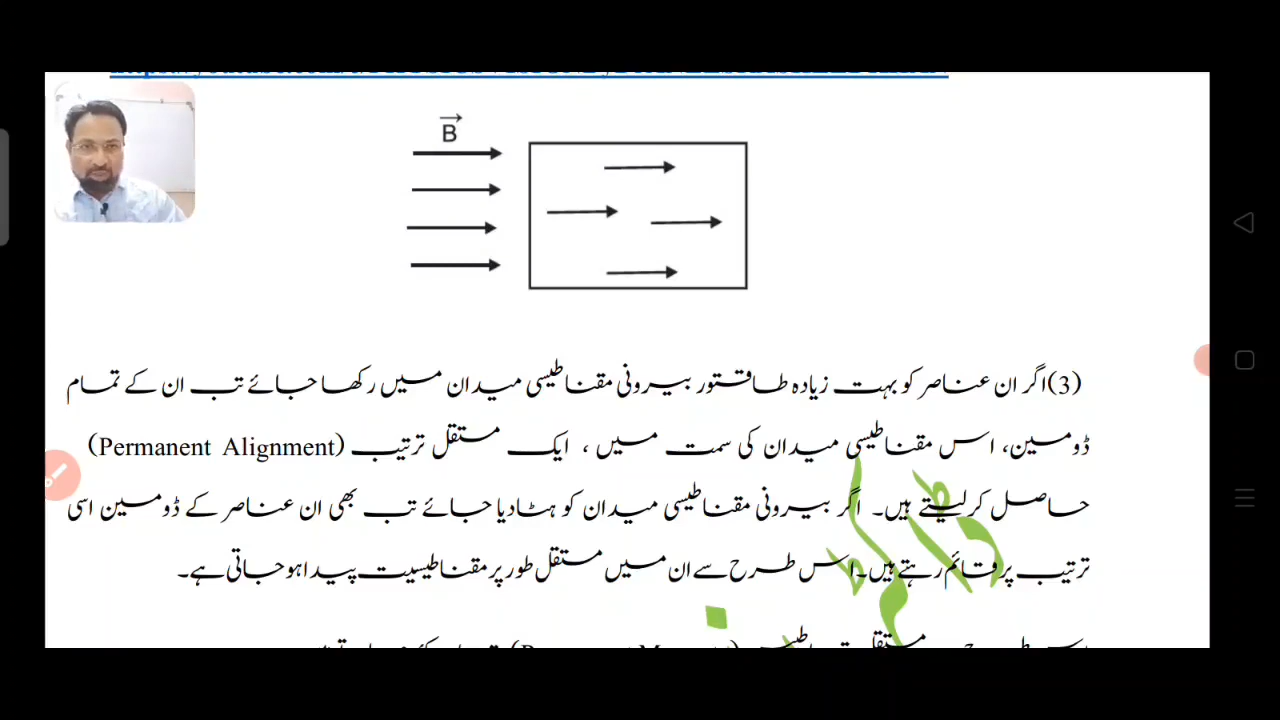 B
(3) اگر ان عناصر کو بہت زیادہ طاقتور بیرونی مقناطیسی میدان میں رکھا جائے تب ان کے تمام
ڈومین، اس مقناطیسی میدان کی سمت میں، ایک مستقل ترتیب (Permanent Alignment)
حاصل کرلیتے ہیں۔ اگر بیرونی مقناطیسی میدان کو ہٹادیا جائے تب بھی ان عناصر کے ڈومین اسی
ترتیب پر قائم رہتے ہیں۔ اس طرح سے ان میں مستقل طور پر مقناطیسیت پیدا ہوجاتی ہے۔